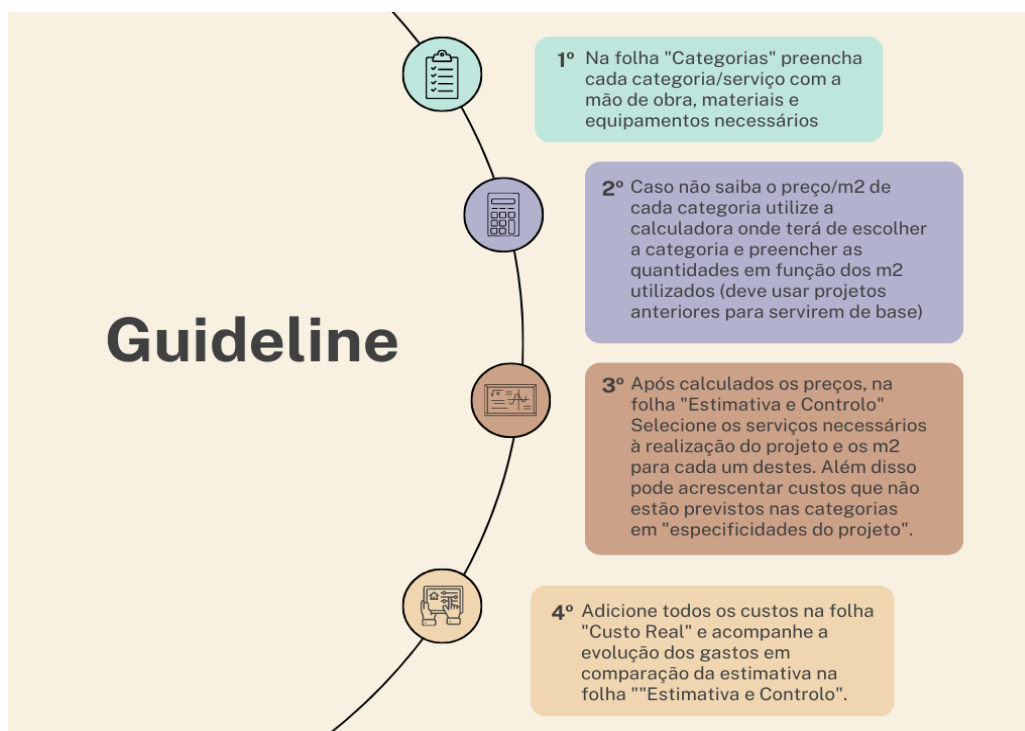 Guideline
1º Na folha "Categorias" preencha
cada categoria/serviço com a
mão de obra, materiais e
equipamentos necessários
2º Caso não saiba o preço/m2 de
cada categoria utilize a
calculadora onde terá de escolher
a categoria e preencher as
quantidades em função dos m2
utilizados (deve usar projetos
anteriores para servirem de base)
3º Após calculados os preços, na
folha "Estimativa e Controlo"
Selecione os serviços necessários
à realização do projeto e os m2
para cada um destes. Além disso
pode acrescentar custos que não
estão previstos nas categorias
em "especificidades do projeto".
4º Adicione todos os custos na folha
"Custo Real" e acompanhe a
evolução dos gastos em
comparação da estimativa na
folha ""Estimativa e Controlo".